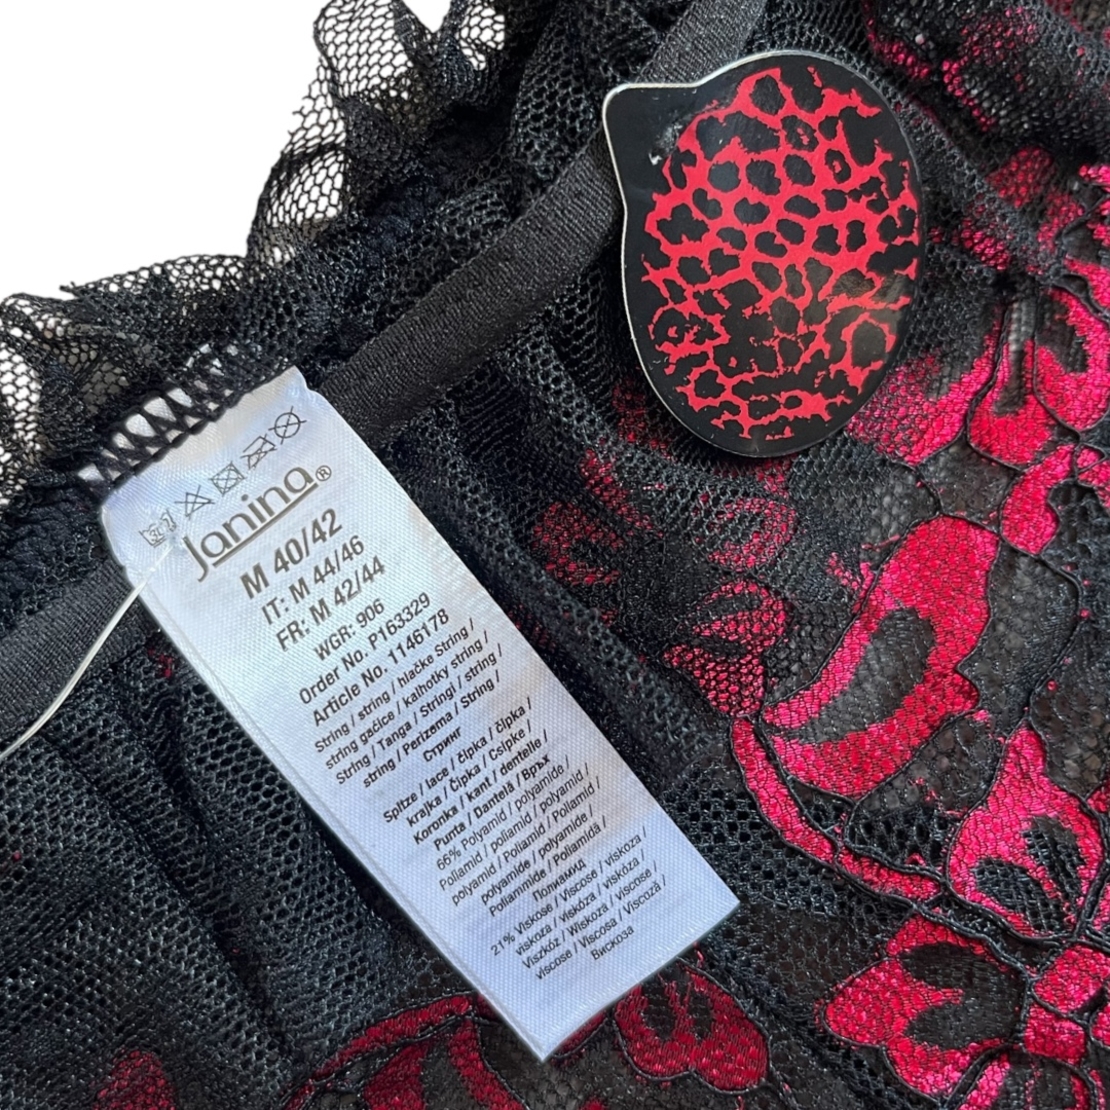 Janina®
M 40/42
IT: M 44/46
FR: M 42/44
WGR: 906
Order No. P163329
Article No. 1146178
String / string / hlačke String /
string gaćice / kalhotky string /
String / Tanga / Stringi / string /
string / Perizema / String /
Стринг
Spitze / lace / čipka / čipka /
krajka / Čipka / Csipke /
Koronka / kant / dentelle /
Punta / Dantelă / Връх
66% Polyamid / polyamide /
Poliamid / poliamid / polyamid /
polyamid / Poliamid / Poliamid /
polyamide / polyamide /
Poliammide / Poliamidă /
Полиамид
21% Viskose / Viscose / viskoza /
viskoza / viskóza / viskóza /
Viszkóz / Wiskoza / viscose /
viscose / Viscosa / Viscoză /
Вискоза